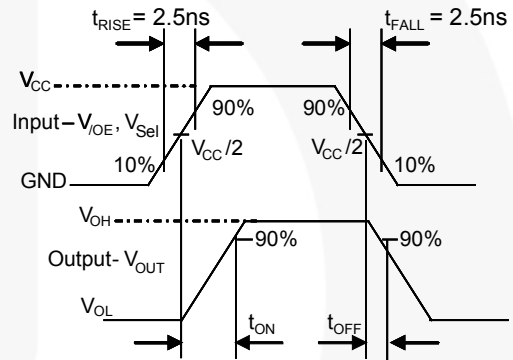 tRISE = 2.5ns
tFALL = 2.5ns
VCC
90%
90%
Input – V/OE, VSel
VCC/2
VCC/2
10%
10%
GND
VOH
90%
90%
Output- VOUT
VOL
tON
tOFF